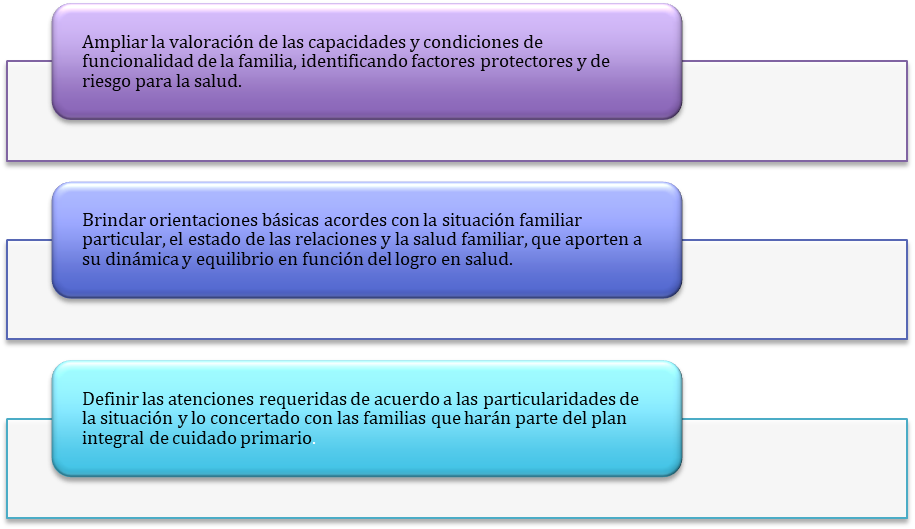 Ampliar la valoración de las capacidades y condiciones de
funcionalidad de la familia, identificando factores protectores y de
riesgo para la salud.
Brindar orientaciones básicas acordes con la situación familiar
particular, el estado de las relaciones y la salud familiar, que aporten a
su dinámica y equilibrio en función del logro en salud.
Definir las atenciones requeridas de acuerdo a las particularidades de
la situación y lo concertado con las familias que harán parte del plan
integral de cuidado primario.